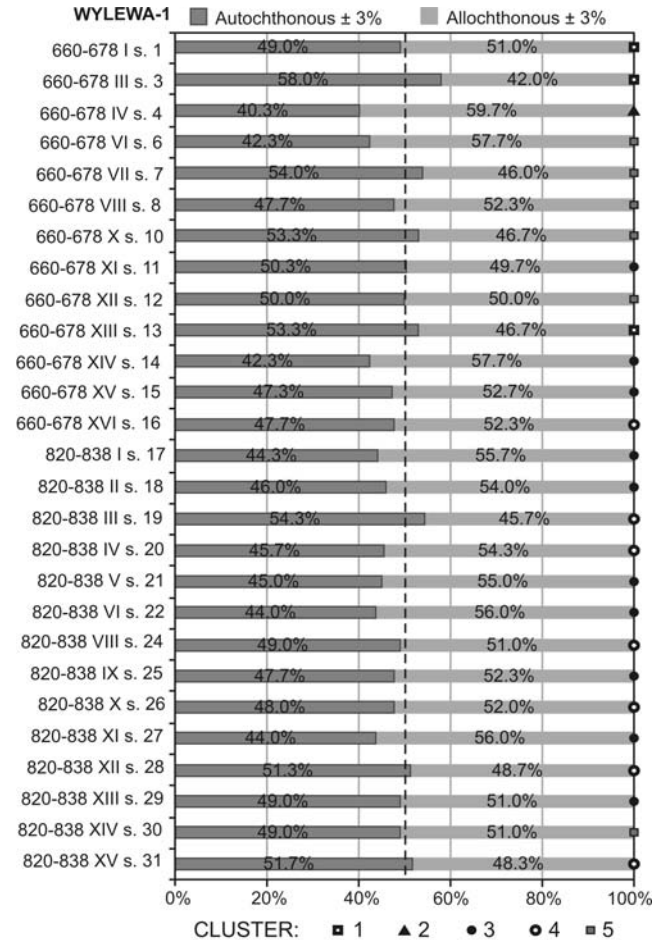 WYLEWA-1 Autochthonous ± 3% Allochthonous ± 3%
660-678 I s. 1 49.0% 51.0%
660-678 III s. 3 58.0% 42.0%
660-678 IV s. 4 40.3% 59.7%
660-678 VI s. 6 42.3% 57.7%
660-678 VII s. 7 54.0% 46.0%
660-678 VIII s. 8 47.7% 52.3%
660-678 X s. 10 53.3% 46.7%
660-678 XI s. 11 50.3% 49.7%
660-678 XII s. 12 50.0% 50.0%
660-678 XIII s. 13 53.3% 46.7%
660-678 XIV s. 14 42.3% 57.7%
660-678 XV s. 15 47.3% 52.7%
660-678 XVI s. 16 47.7% 52.3%
820-838 I s. 17 44.3% 55.7%
820-838 II s. 18 46.0% 54.0%
820-838 III s. 19 54.3% 45.7%
820-838 IV s. 20 45.7% 54.3%
820-838 V s. 21 45.0% 55.0%
820-838 VI s. 22 44.0% 56.0%
820-838 VIII s. 24 49.0% 51.0%
820-838 IX s. 25 47.7% 52.3%
820-838 X s. 26 48.0% 52.0%
820-838 XI s. 27 44.0% 56.0%
820-838 XII s. 28 51.3% 48.7%
820-838 XIII s. 29 49.0% 51.0%
820-838 XIV s. 30 49.0% 51.0%
820-838 XV s. 31 51.7% 48.3%
0% 20% 40% 60% 80% 100%
CLUSTER: 1 2 3 4 5